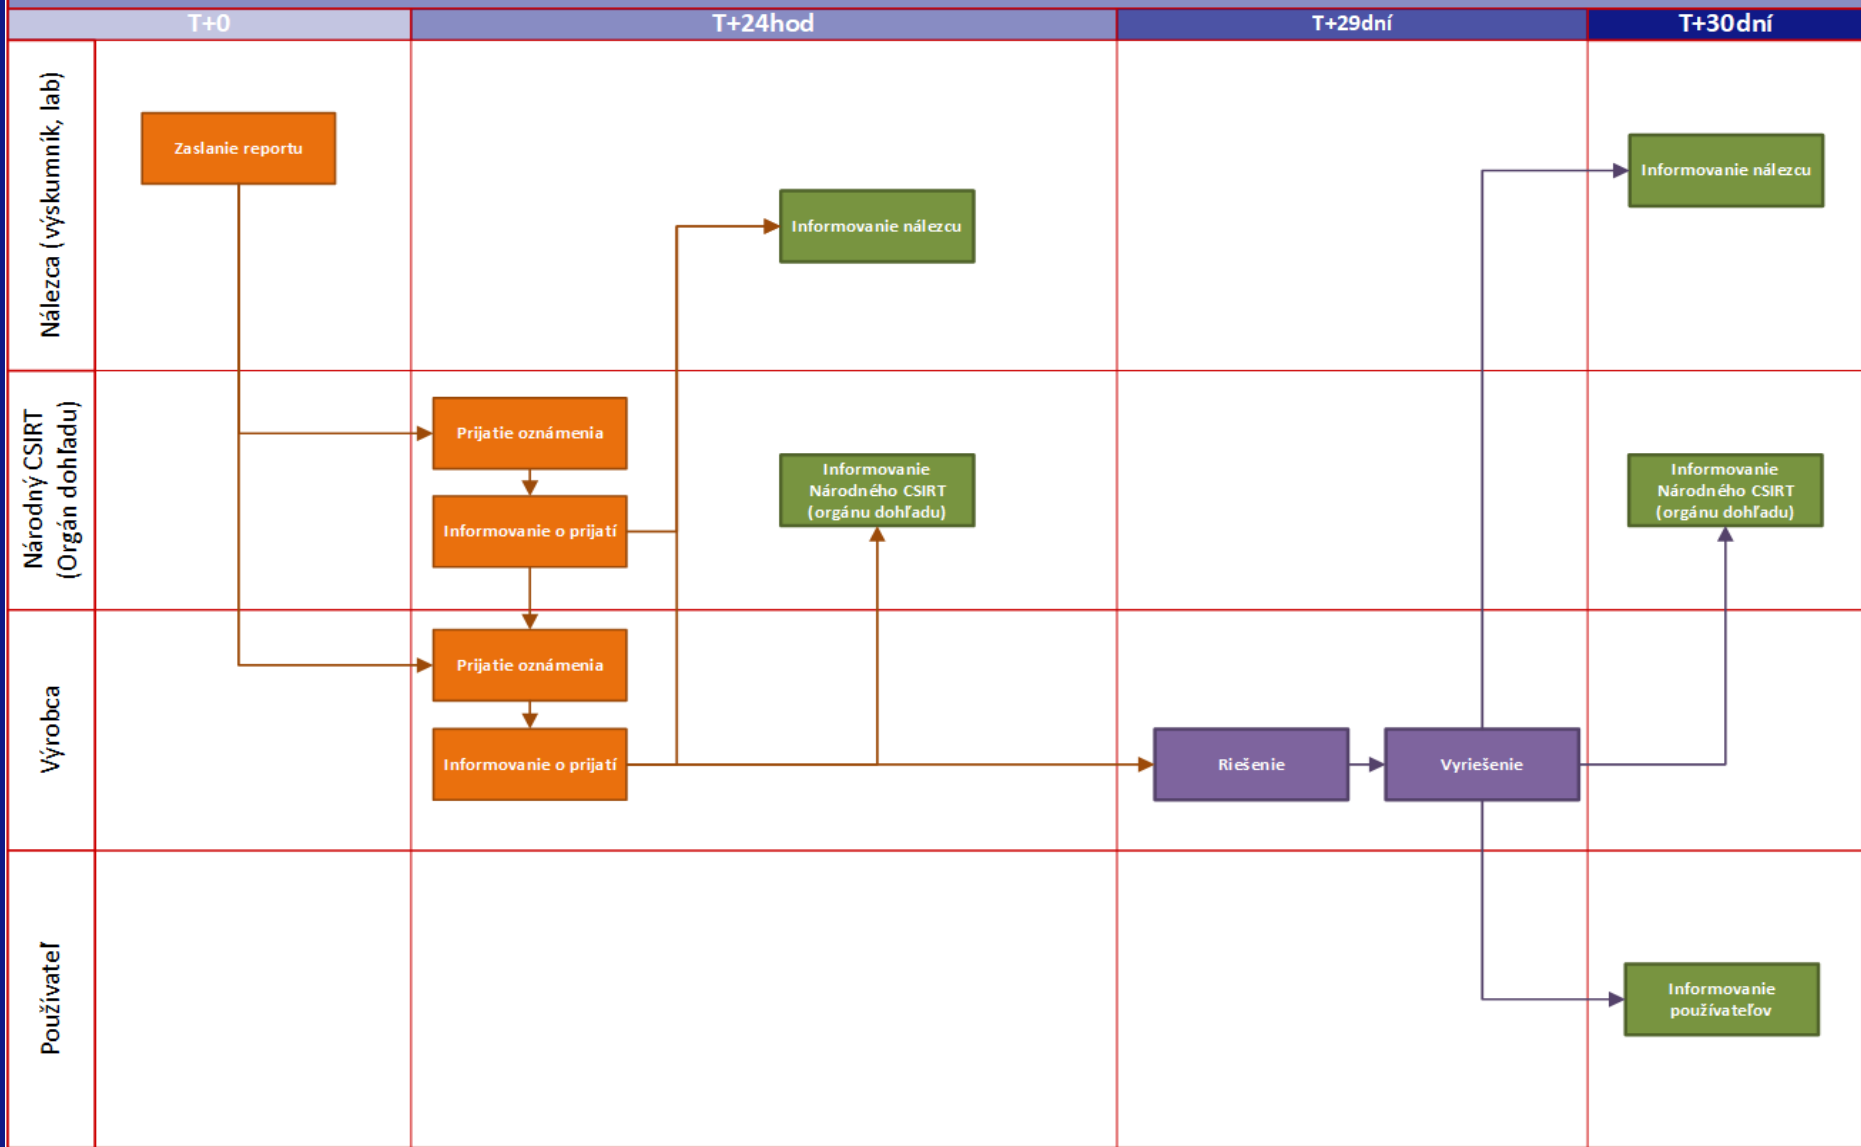 T+0
T+24hod
T+29dní
T+30dní
Nálezca (výskumník, lab)
Zaslanie reportu
Informovanie nálezcu
Informovanie nálezcu
Národný CSIRT
(Orgán dohľadu)
Prijatie oznámenia
Informovanie o prijatí
Informovanie
Národného CSIRT
(orgánu dohľadu)
Informovanie
Národného CSIRT
(orgánu dohľadu)
Výrobca
Prijatie oznámenia
Informovanie o prijatí
Riešenie
Vyriešenie
Používateľ
Informovanie
používateľov